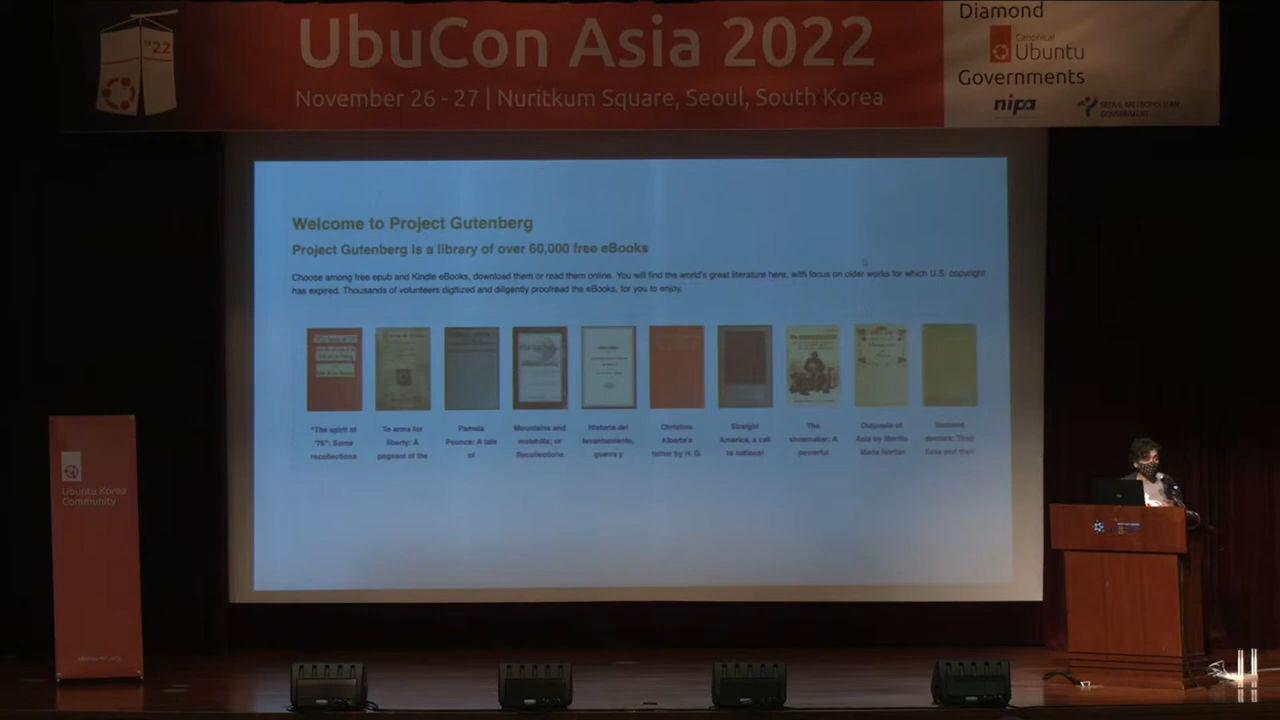 UbuCon Asia 2022
November 26 - 27 | Nuritkum Square, Seoul, South Korea
'22
Diamond
Canonical
Ubuntu
Governments
nipa
SEOUL METROPOLITAN
GOVERNMENT
Welcome to Project Gutenberg
Project Gutenberg is a library of over 60,000 free eBooks
Choose among free epub and Kindle eBooks, download them or read them online. You will find the world's great literature here, with focus on older works for which U.S. copyright
has expired. Thousands of volunteers digitized and diligently proofread the eBooks, for you to enjoy.
"The spirit of
'76": Some
recollections
To arms for
liberty: A
pageant of the
Pamela
Pounce: A tale
of
Mountains and
molehills; or
Recollections
Historia del
levantamiento,
guerra y
Christina
Alberta's
father by H. G.
Straight
America, a call
to national
The
shoemaker: A
powerful
Outposts of
Asia by Merilla
Maria Norton
Ubuntu Korea
Community